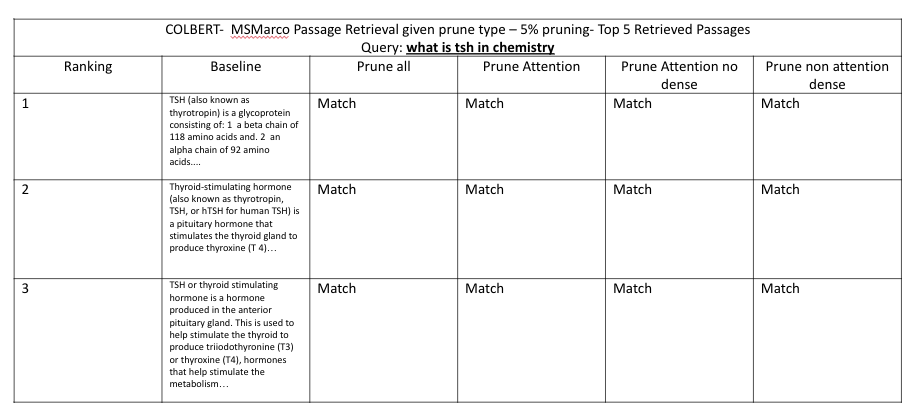 COLBERT- MSMarco Passage Retrieval given prune type – 5% pruning- Top 5 Retrieved Passages
Query: what is tsh in chemistry
Ranking
Baseline
Prune all
Prune Attention
Prune Attention no
dense
Prune non attention
dense
1
TSH (also known as
thyrotropin) is a glycoprotein
consisting of: 1 a beta chain of
118 amino acids and. 2 an
alpha chain of 92 amino
acids....
Match
Match
Match
Match
2
Thyroid-stimulating hormone
(also known as thyrotropin,
TSH, or hTSH for human TSH) is
a pituitary hormone that
stimulates the thyroid gland to
produce thyroxine (T 4)...
Match
Match
Match
Match
3
TSH or thyroid stimulating
hormone is a hormone
produced in the anterior
pituitary gland. This is used to
help stimulate the thyroid to
produce triiodothyronine (T3)
or thyroxine (T4), hormones
that help stimulate the
metabolism...
Match
Match
Match
Match